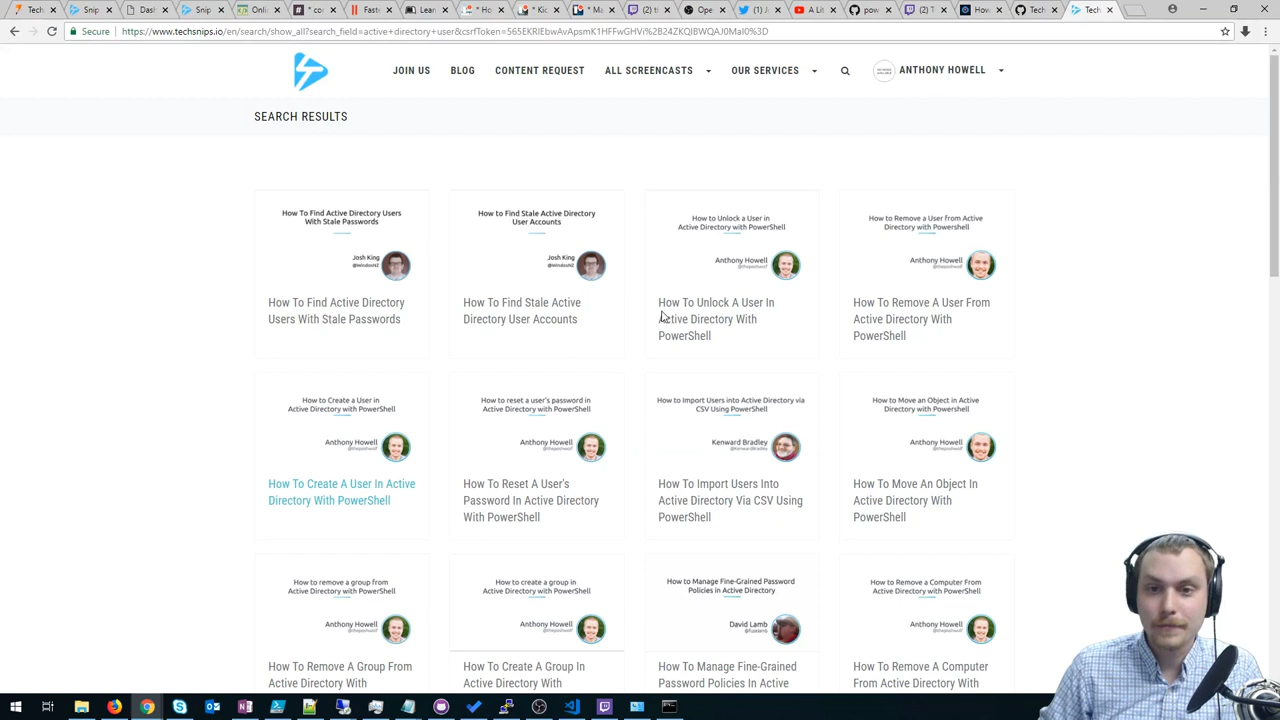 Secure
https://www.techsnips.io/en/search/show_all?search_field=active+directory+user&csrfToken=565EKRIEbwAvApsmK1HFFwGHVi%2B24ZKQIBWQAJ0MaI0%3D
JOIN US BLOG CONTENT REQUEST ALL SCREENCASTS OUR SERVICES ANTHONY HOWELL
SEARCH RESULTS
How To Find Active Directory Users
With Stale Passwords
Josh King
@WindosNZ
How To Find Active Directory
Users With Stale Passwords
How to Find Stale Active Directory
User Accounts
Josh King
@WindosNZ
How To Find Stale Active
Directory User Accounts
How to Unlock a User in
Active Directory with PowerShell
Anthony Howell
@theposhwolf
How To Unlock A User In
Active Directory With
PowerShell
How to Remove a User from Active
Directory with Powershell
Anthony Howell
@theposhwolf
How To Remove A User From
Active Directory With
PowerShell
How to Create a User in
Active Directory with PowerShell
Anthony Howell
@theposhwolf
How To Create A User In Active
Directory With PowerShell
How to reset a user's password in
Active Directory with PowerShell
Anthony Howell
@theposhwolf
How To Reset A User's
Password In Active Directory
With PowerShell
How to Import Users into Active Directory via
CSV Using PowerShell
Kenward Bradley
@KenwardBradley
How To Import Users Into
Active Directory Via CSV Using
PowerShell
How to Move an Object in Active
Directory with Powershell
Anthony Howell
@theposhwolf
How To Move An Object In
Active Directory With
PowerShell
How to remove a group from
Active Directory with PowerShell
Anthony Howell
@theposhwolf
How To Remove A Group From
Active Directory With
How to create a group in
Active Directory with PowerShell
Anthony Howell
@theposhwolf
How To Create A Group In
Active Directory With
How to Manage Fine-Grained Password
Policies in Active Directory
David Lamb
How To Manage Fine-Grained
Password Policies In Active
How to Remove a Computer From
Active Directory with PowerShell
Anthony Howell
@theposhwolf
How To Remove A Computer
From Active Directory With